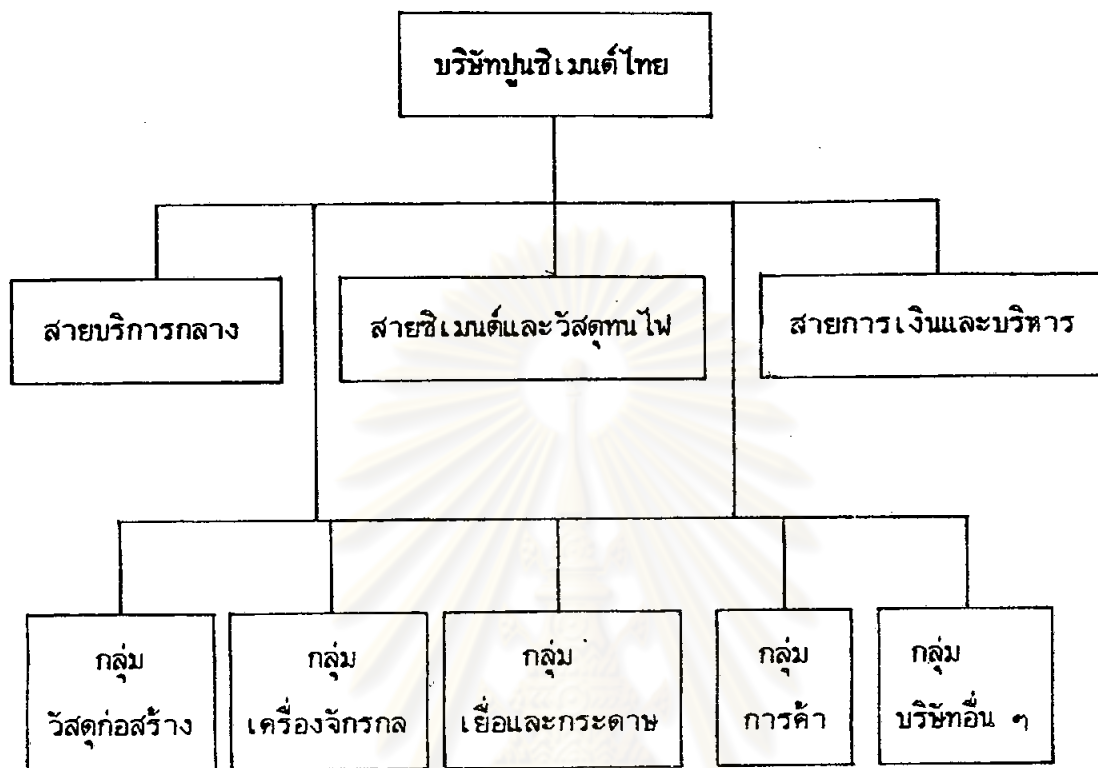 บริษัทปูนซิเมนต์ไทย
สายบริการกลาง
สายซิเมนต์และวัสดุทนไฟ
สายการเงินและบริหาร
กลุ่ม
วัสดุก่อสร้าง
กลุ่ม
เครื่องจักรกล
กลุ่ม
เยื่อและกระดาษ
กลุ่ม
การค้า
กลุ่ม
บริษัทอื่น ๆ